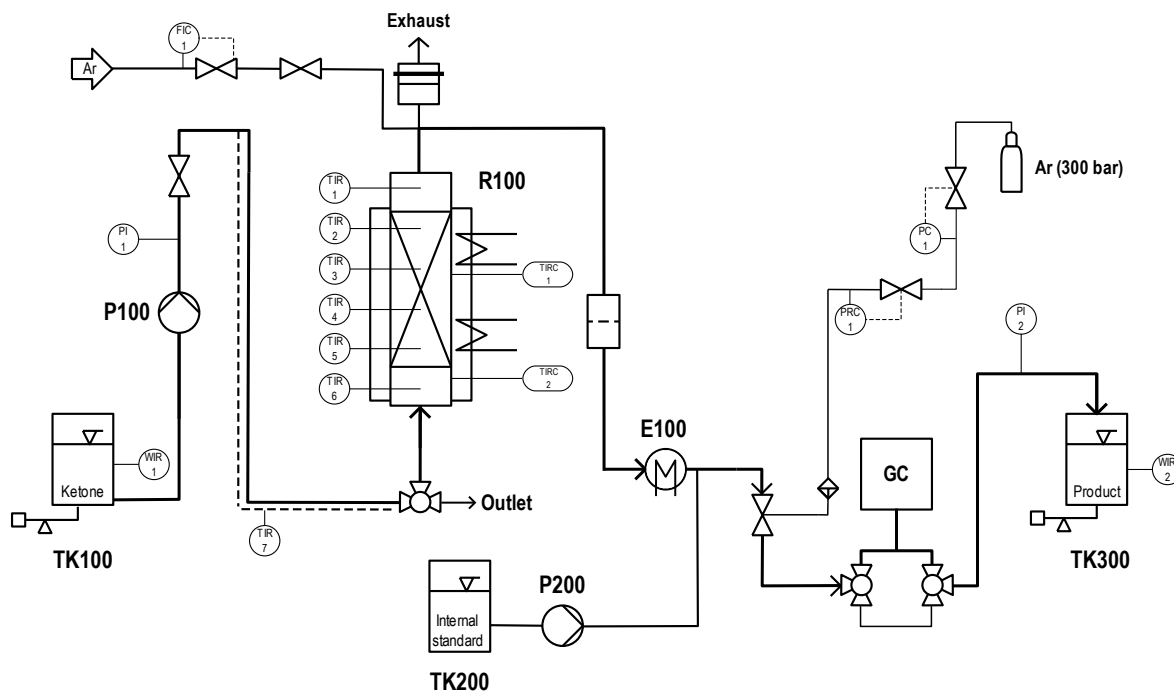 Exhaust
FIC
1
Ar
TIR
1
R100
TIR
2
TIR
3
TIRC
1
TIR
4
TIR
5
TIRC
2
TIR
6
PI
1
P100
WIR
1
Ketone
TK100
TIR
7
Outlet
E100
P200
Internal
standard
TK200
Ar (300 bar)
PC
1
PRC
1
PI
2
GC
WIR
2
Product
TK300